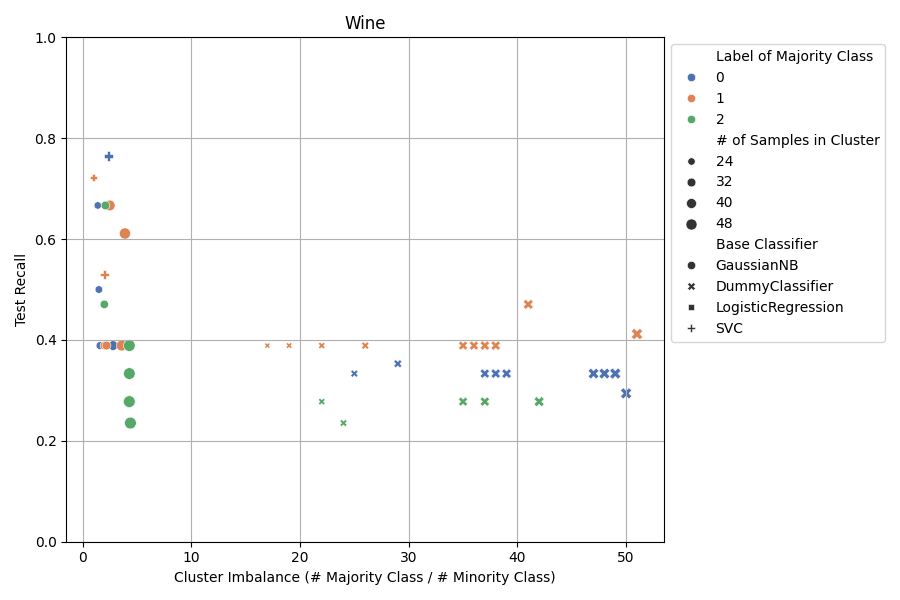 Wine
1.0
0.8
0.6
0.4
0.2
0.0
Test Recall
0 10 20 30 40 50
Cluster Imbalance (# Majority Class / # Minority Class)
Label of Majority Class
0
1
2
# of Samples in Cluster
24
32
40
48
Base Classifier
GaussianNB
DummyClassifier
LogisticRegression
SVC